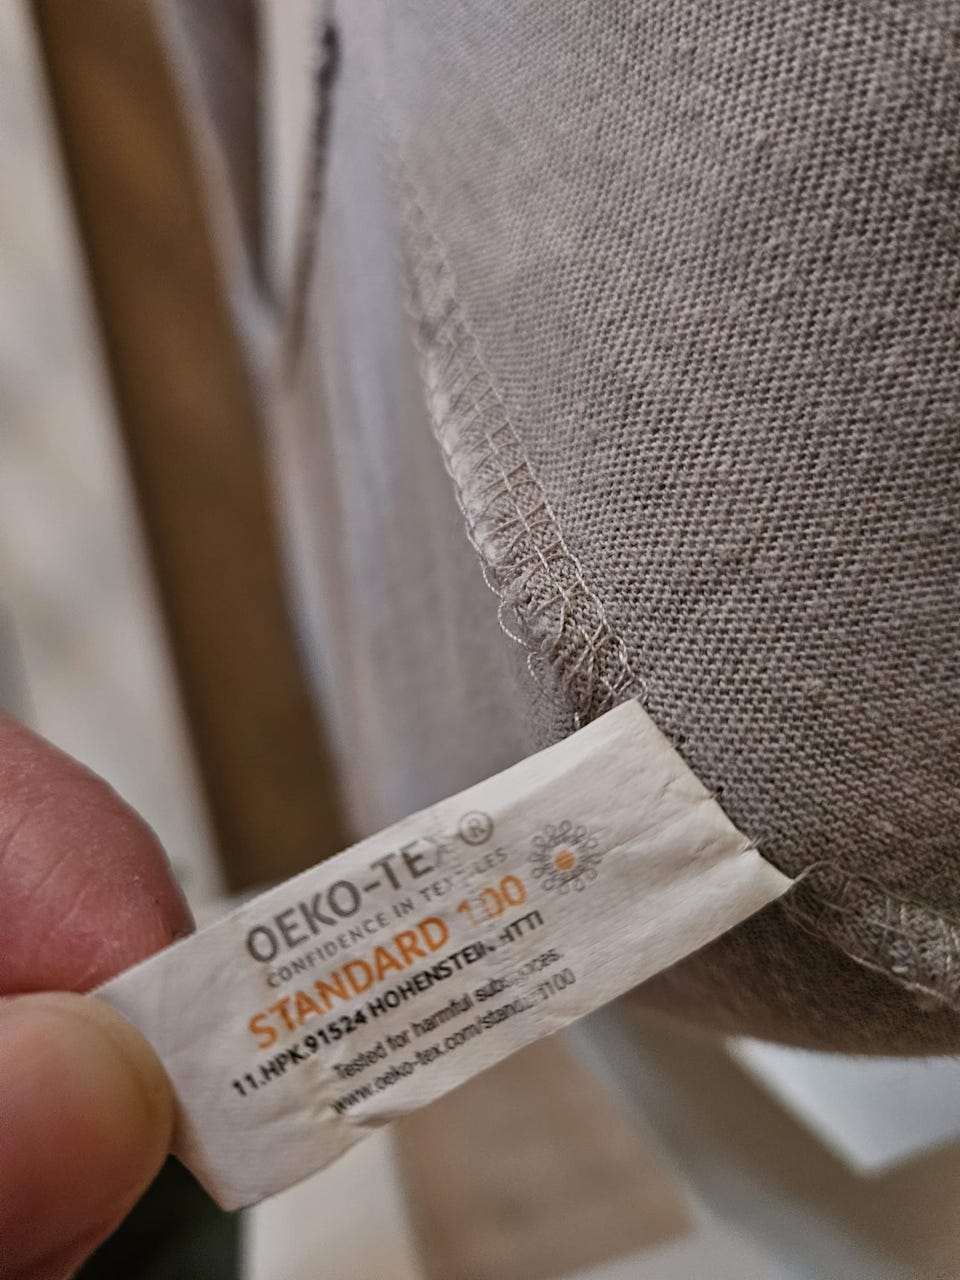 OEKO-TEX®
CONFIDENCE IN TEXTILES
STANDARD 100
11.HPK.91524 HOHENSTEIN HTTI
Tested for harmful substances.
www.oeko-tex.com/standard100